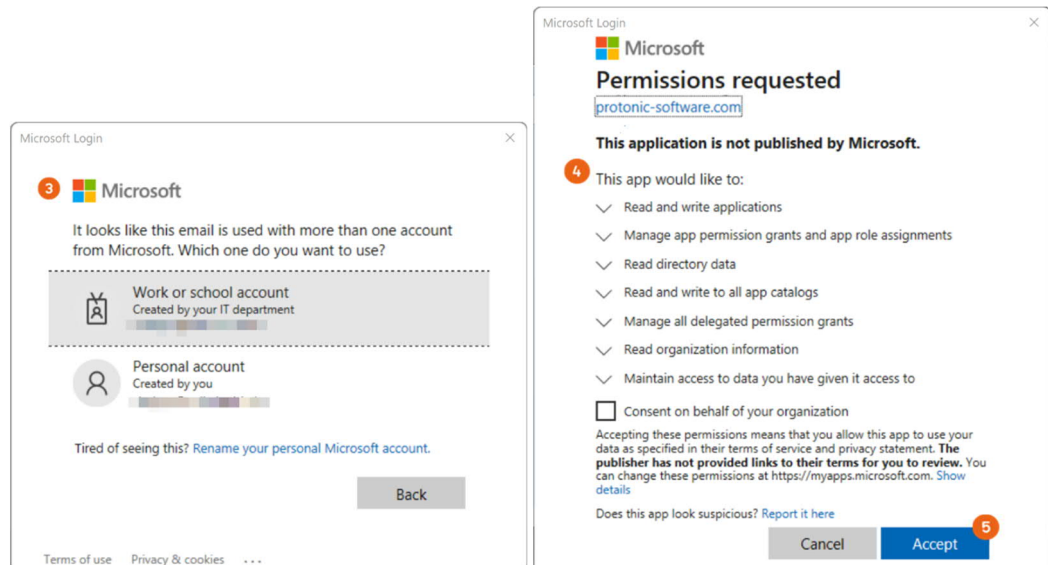 Microsoft Login
3
Microsoft
It looks like this email is used with more than one account
from Microsoft. Which one do you want to use?
Work or school account
Created by your IT department
Personal account
Created by you
Tired of seeing this? Rename your personal Microsoft account.
Back
Terms of use Privacy & cookies ...
Microsoft Login
Microsoft
Permissions requested
protonic-software.com
This application is not published by Microsoft.
4
This app would like to:
Read and write applications
Manage app permission grants and app role assignments
Read directory data
Read and write to all app catalogs
Manage all delegated permission grants
Read organization information
Maintain access to data you have given it access to
Consent on behalf of your organization
Accepting these permissions means that you allow this app to use your
data as specified in their terms of service and privacy statement. The
publisher has not provided links to their terms for you to review. You
can change these permissions at https://myapps.microsoft.com. Show
details
Does this app look suspicious? Report it here
5
Cancel
Accept